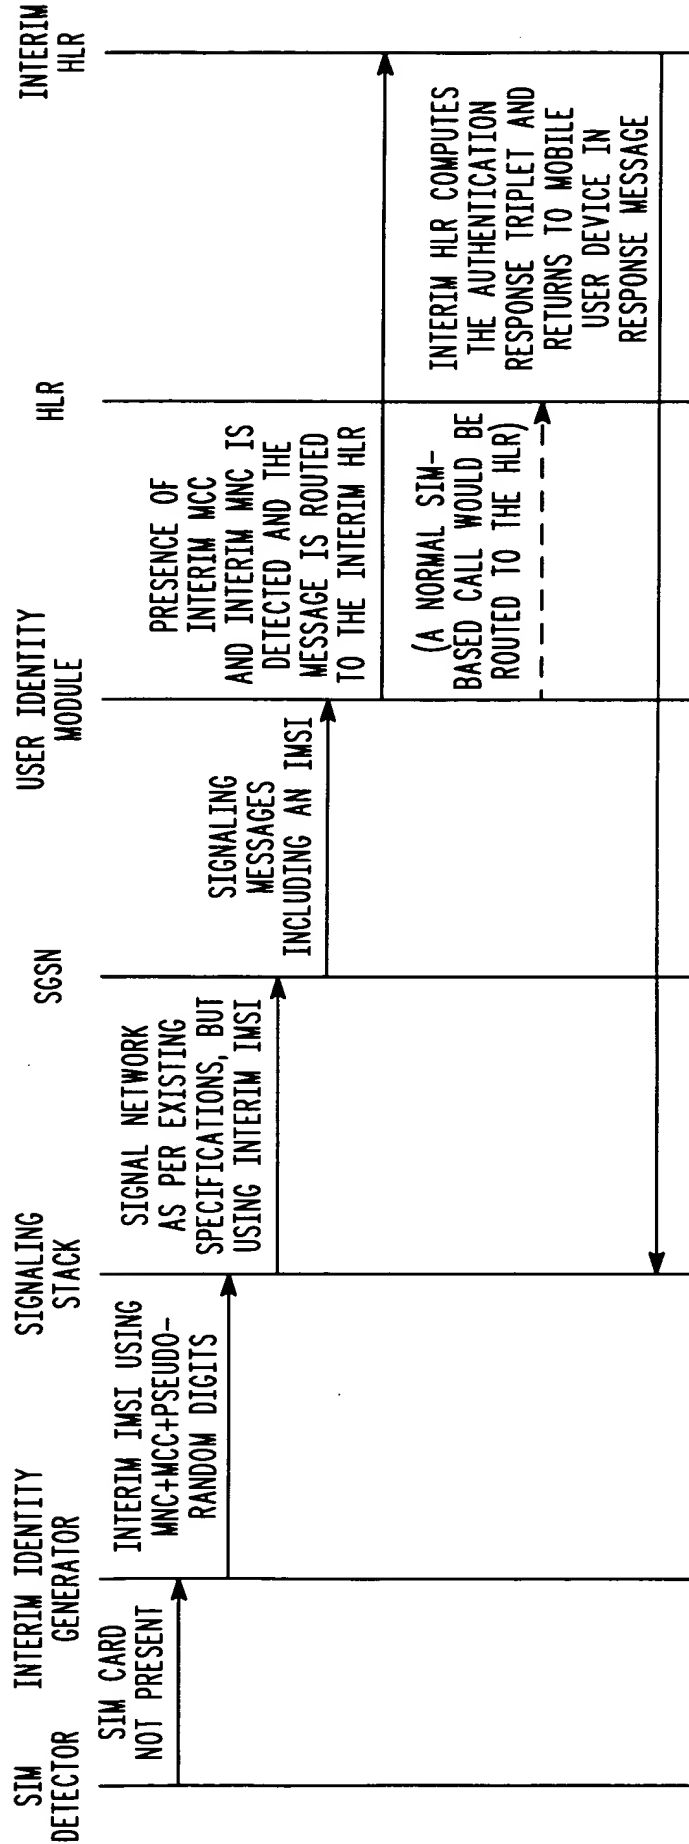 SIM
DETECTOR
INTERIM IDENTITY
GENERATOR
SIGNALING
STACK
SGSN
USER IDENTITY
MODULE
HLR
INTERIM
HLR
SIM CARD
NOT PRESENT
INTERIM IMSI USING
MNC+MCC+PSEUDO-
RANDOM DIGITS
SIGNAL NETWORK
AS PER EXISTING
SPECIFICATIONS, BUT
USING INTERIM IMSI
SIGNALING
MESSAGES
INCLUDING AN IMSI
PRESENCE OF
INTERIM MCC
AND INTERIM MNC IS
DETECTED AND THE
MESSAGE IS ROUTED
TO THE INTERIM HLR
(A NORMAL SIM-
BASED CALL WOULD BE
ROUTED TO THE HLR)
INTERIM HLR COMPUTES
THE AUTHENTICATION
RESPONSE TRIPLET AND
RETURNS TO MOBILE
USER DEVICE IN
RESPONSE MESSAGE